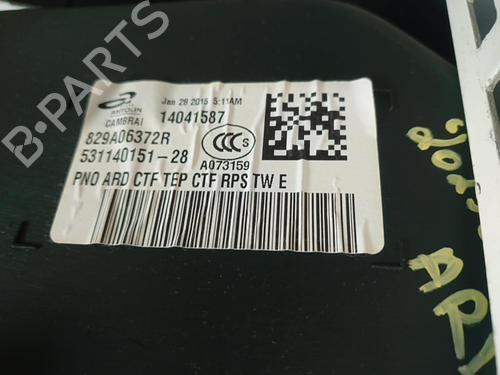 B-PARTS
ANTOLIN
CAMBRAI
Jan 28 2015 5:11AM
14041587
829A06372R
531140151-28
CCC S
A073159
PNO ARD CTF TEP CTF RPS TW E